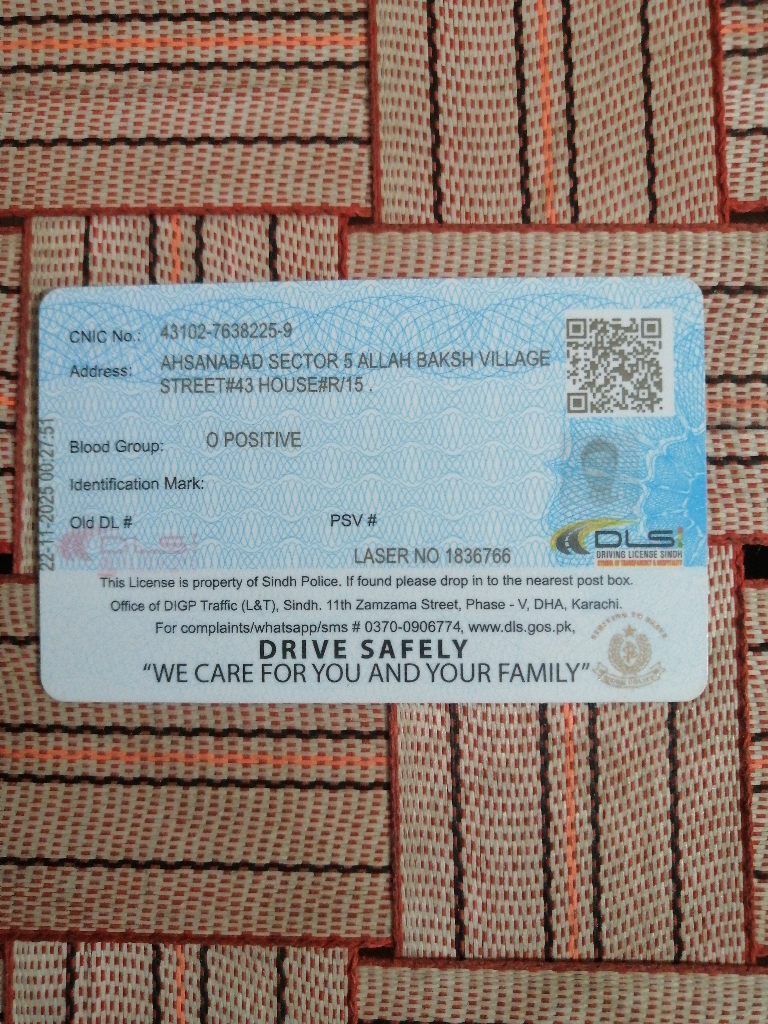 CNIC No.: 43102-7638225-9
Address: AHSANABAD SECTOR 5 ALLAH BAKSH VILLAGE
STREET#43 HOUSE#R/15 .
Blood Group: O POSITIVE
Identification Mark:
Old DL #
PSV #
22-11-2025 00:27:51
DLS
DLS
DRIVING LICENSE SINDH
LASER NO 1836766
This License is property of Sindh Police. If found please drop in to the nearest post box.
Office of DIGP Traffic (L&T), Sindh. 11th Zamzama Street, Phase - V, DHA, Karachi.
For complaints/whatsapp/sms # 0370-0906774, www.dls.gos.pk,
DRIVE SAFELY
“WE CARE FOR YOU AND YOUR FAMILY”